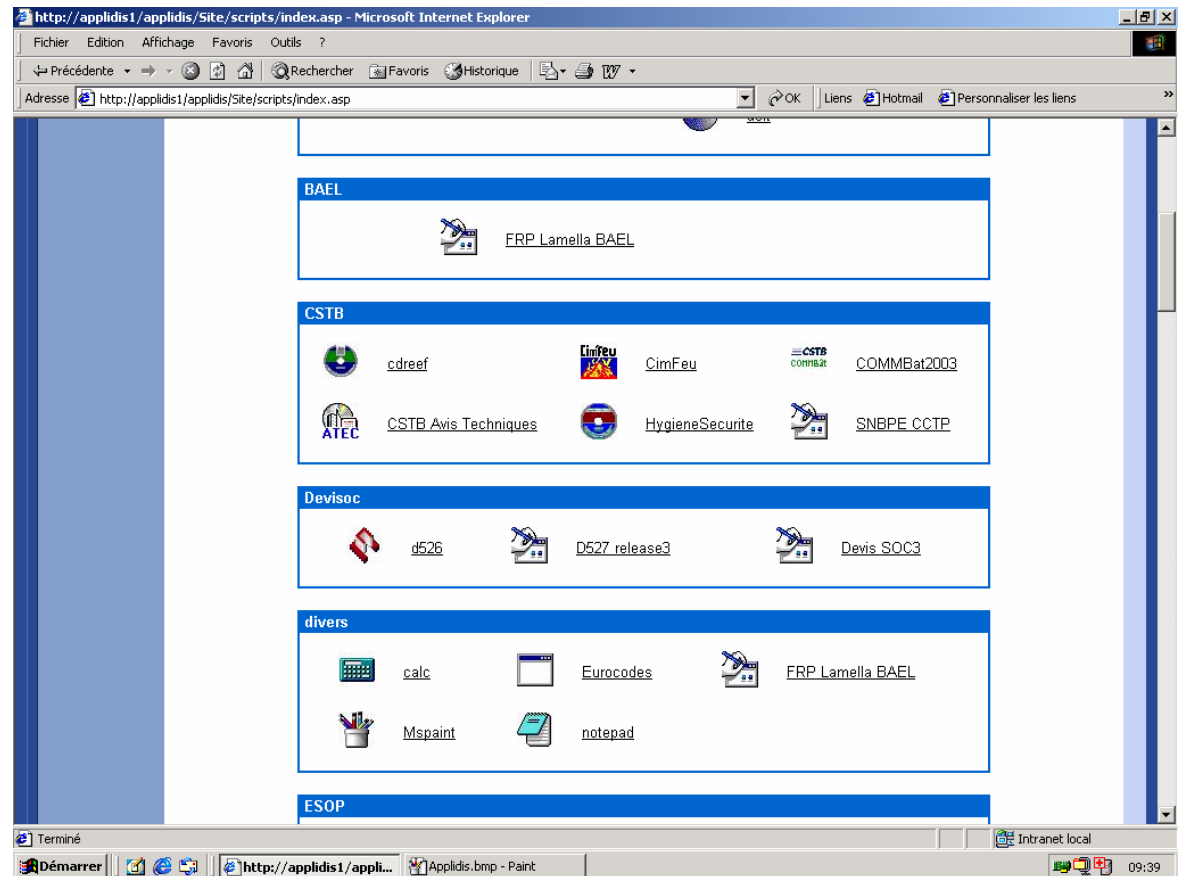 http://applidis1/applidis/Site/scripts/index.asp - Microsoft Internet Explorer
Fichier Edition Affichage Favoris Outils ?
Précédente Rechercher Favoris Historique
Adresse http://applidis1/applidis/Site/scripts/index.asp OK Liens Hotmail Personnaliser les liens »
BAEL
FRP Lamella BAEL
CSTB
cdreef CimFeu CimFeu CSTB COMMBât COMMBat2003
ATEC CSTB Avis Techniques HygieneSecurite SNBPE CCTP
Devisoc
d526 D527 release3 Devis SOC3
divers
calc Eurocodes FRP Lamella BAEL
Mspaint notepad
ESOP
Terminé Intranet local
Démarrer http://applidis1/appli... Applidis.bmp - Paint 09:39